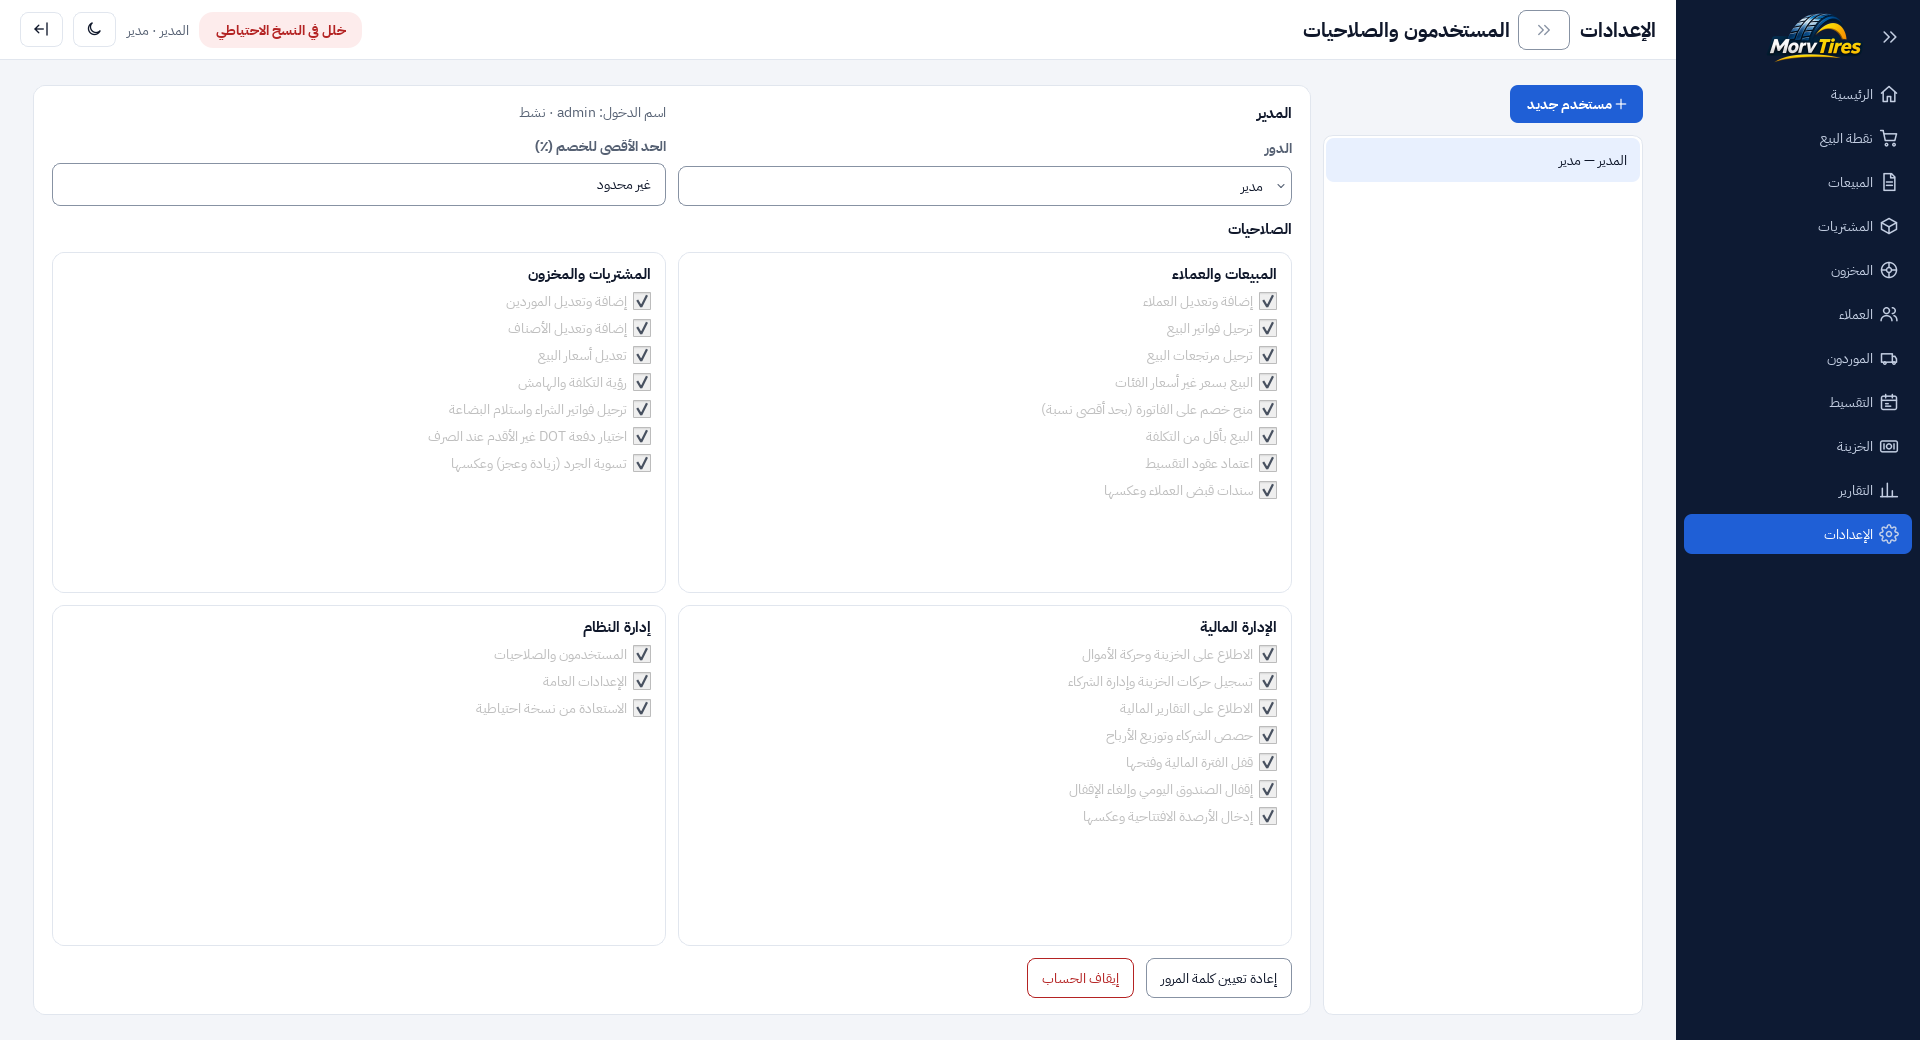 Morv Tires
الرئيسية
نقطة البيع
المبيعات
المشتريات
المخزون
العملاء
الموردون
التقسيط
الخزينة
التقارير
الإعدادات
الإعدادات
المستخدمون والصلاحيات
خلل في النسخ الاحتياطي
المدير · مدير
+ مستخدم جديد
المدير — مدير
المدير
اسم الدخول: admin · نشط
الدور
مدير
الحد الأقصى للخصم (٪)
غير محدود
الصلاحيات
المبيعات والعملاء
إضافة وتعديل العملاء
ترحيل فواتير البيع
ترحيل مرتجعات البيع
البيع بسعر غير أسعار الفئات
منح خصم على الفاتورة (بحد أقصى نسبة)
البيع بأقل من التكلفة
اعتماد عقود التقسيط
سندات قبض العملاء وعكسها
المشتريات والمخزون
إضافة وتعديل الموردين
إضافة وتعديل الأصناف
تعديل أسعار البيع
رؤية التكلفة والهامش
ترحيل فواتير الشراء واستلام البضاعة
اختيار دفعة DOT غير الأقدم عند الصرف
تسوية الجرد (زيادة وعجز) وعكسها
الإدارة المالية
الاطلاع على الخزينة وحركة الأموال
تسجيل حركات الخزينة وإدارة الشركاء
الاطلاع على التقارير المالية
حصص الشركاء وتوزيع الأرباح
قفل الفترة المالية وفتحها
إقفال الصندوق اليومي وإلغاء الإقفال
إدخال الأرصدة الافتتاحية وعكسها
إدارة النظام
المستخدمون والصلاحيات
الإعدادات العامة
الاستعادة من نسخة احتياطية
إعادة تعيين كلمة المرور
إيقاف الحساب